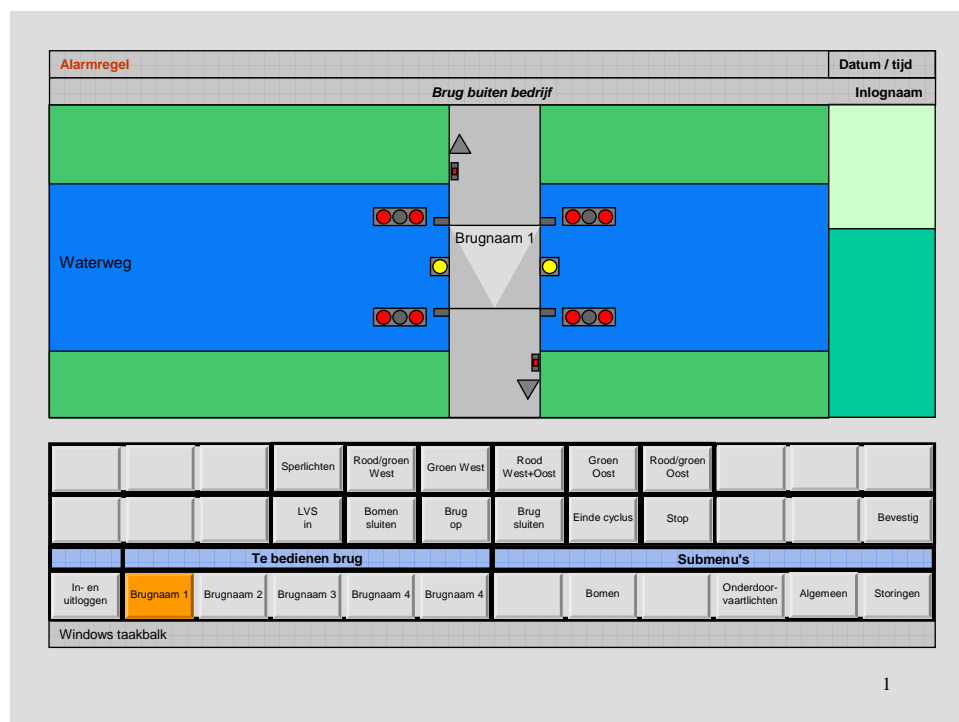 Alarmregel
Datum / tijd
Brug buiten bedrijf
Inlognaam
Brugnaam 1
Waterweg
Sperlichten
Rood/groen
West
Groen West
Rood
West+Oost
Groen
Oost
Rood/groen
Oost
LVS
in
Bomen
sluiten
Brug
op
Brug
sluiten
Einde cyclus
Stop
Bevestig
Te bedienen brug
Submenu's
In- en
uitloggen
Brugnaam 1
Brugnaam 2
Brugnaam 3
Brugnaam 4
Brugnaam 4
Bomen
Onderdoor-
vaartlichten
Algemeen
Storingen
Windows taakbalk
1